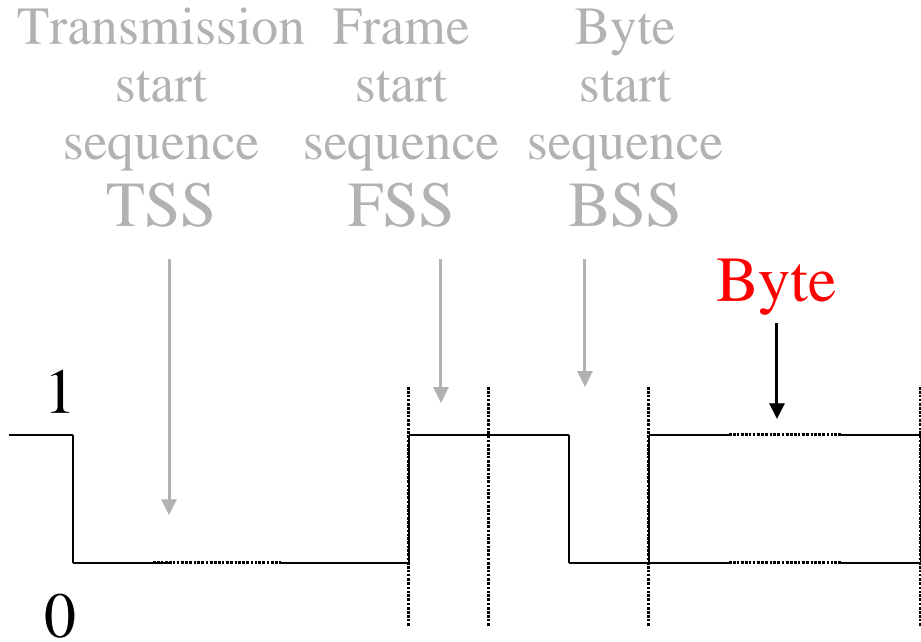 Transmission
start
sequence
TSS
Frame
start
sequence
FSS
Byte
start
sequence
BSS
Byte
1
0